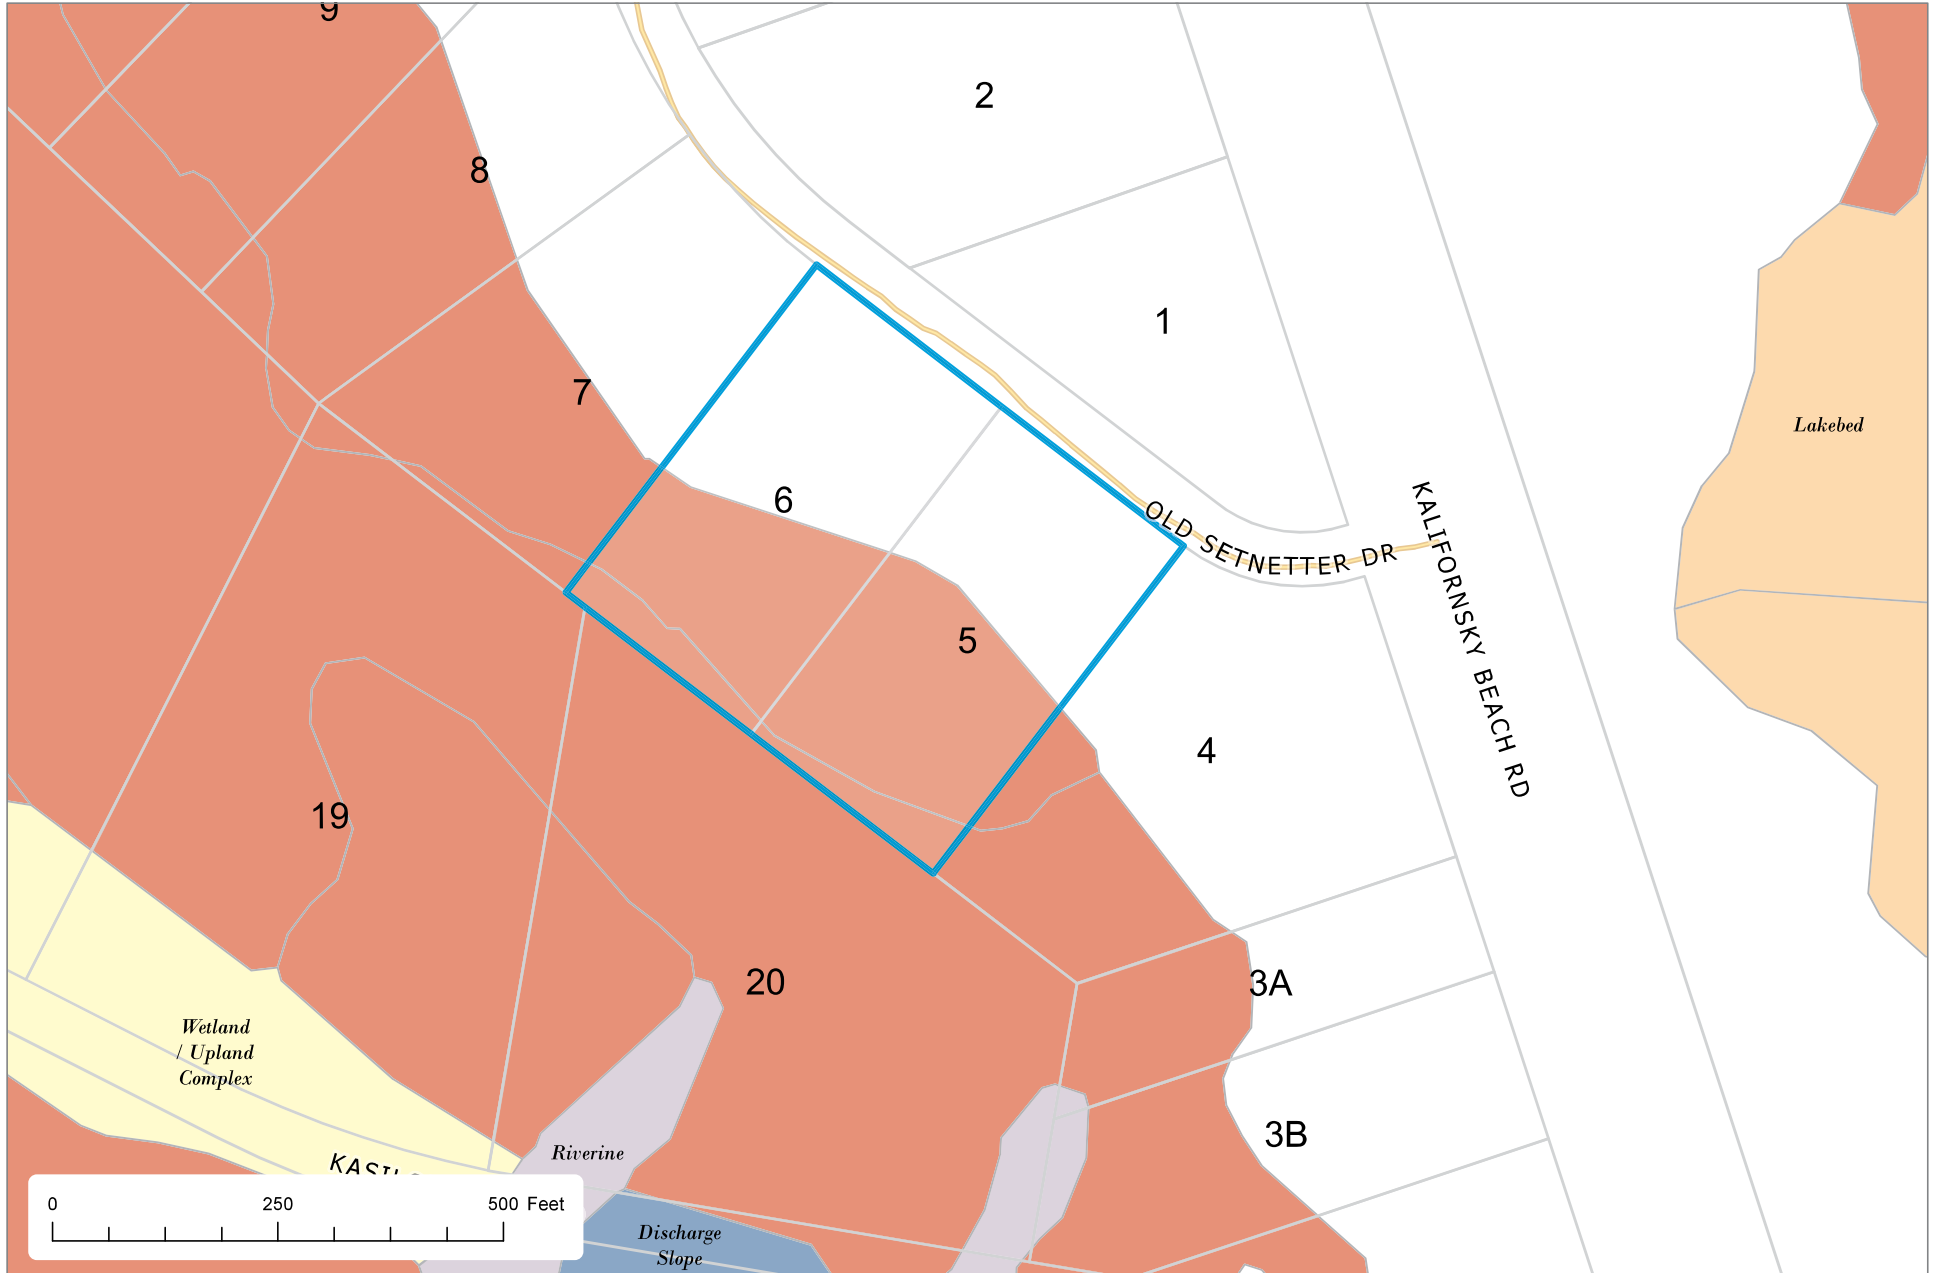 9
2
8
1
7
Lakebed
6
OLD SETNETTER DR
KALIFORNSKY BEACH RD
5
4
19
20
3A
Wetland
/ Upland
Complex
3B
Riverine
0 250 500 Feet
Discharge
Slope